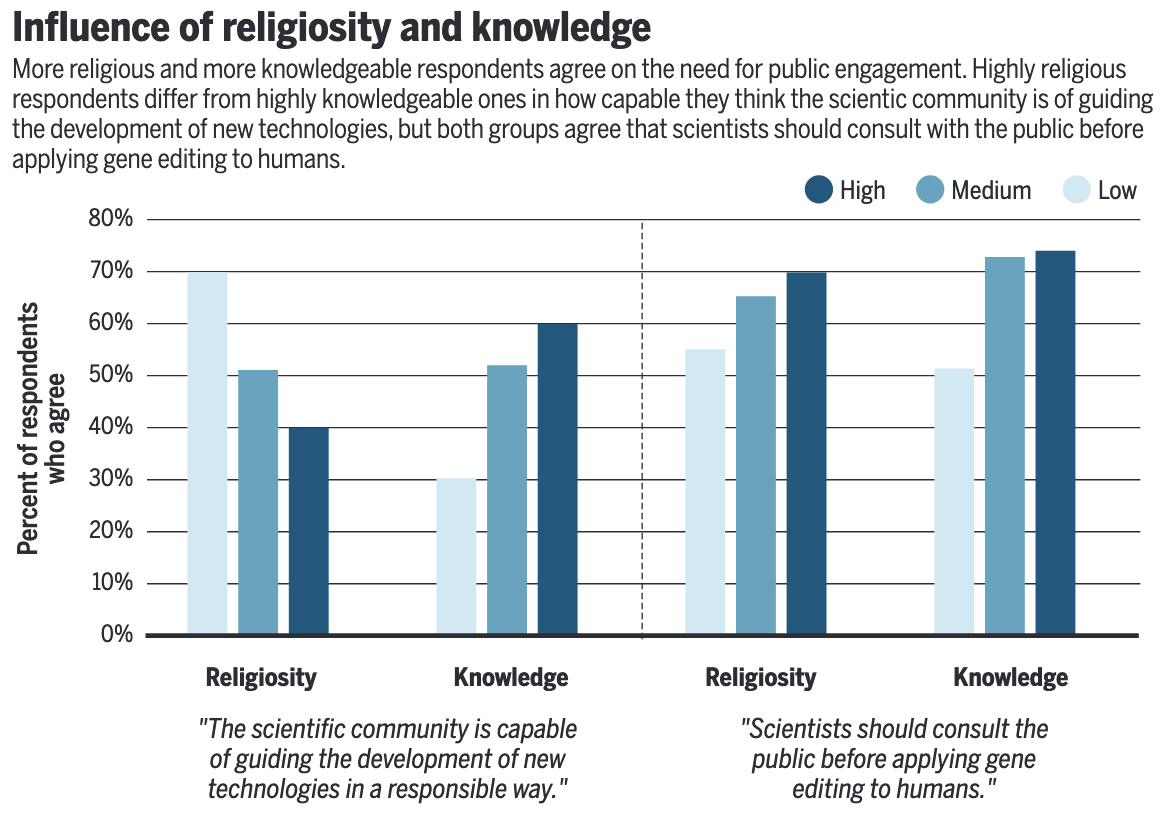 Influence of religiosity and knowledge
More religious and more knowledgeable respondents agree on the need for public engagement. Highly religious
respondents differ from highly knowledgeable ones in how capable they think the scientic community is of guiding
the development of new technologies, but both groups agree that scientists should consult with the public before
applying gene editing to humans.
High Medium Low
Percent of respondents
who agree
80%
70%
60%
50%
40%
30%
20%
10%
0%
Religiosity Knowledge Religiosity Knowledge
"The scientific community is capable
of guiding the development of new
technologies in a responsible way."
"Scientists should consult the
public before applying gene
editing to humans."